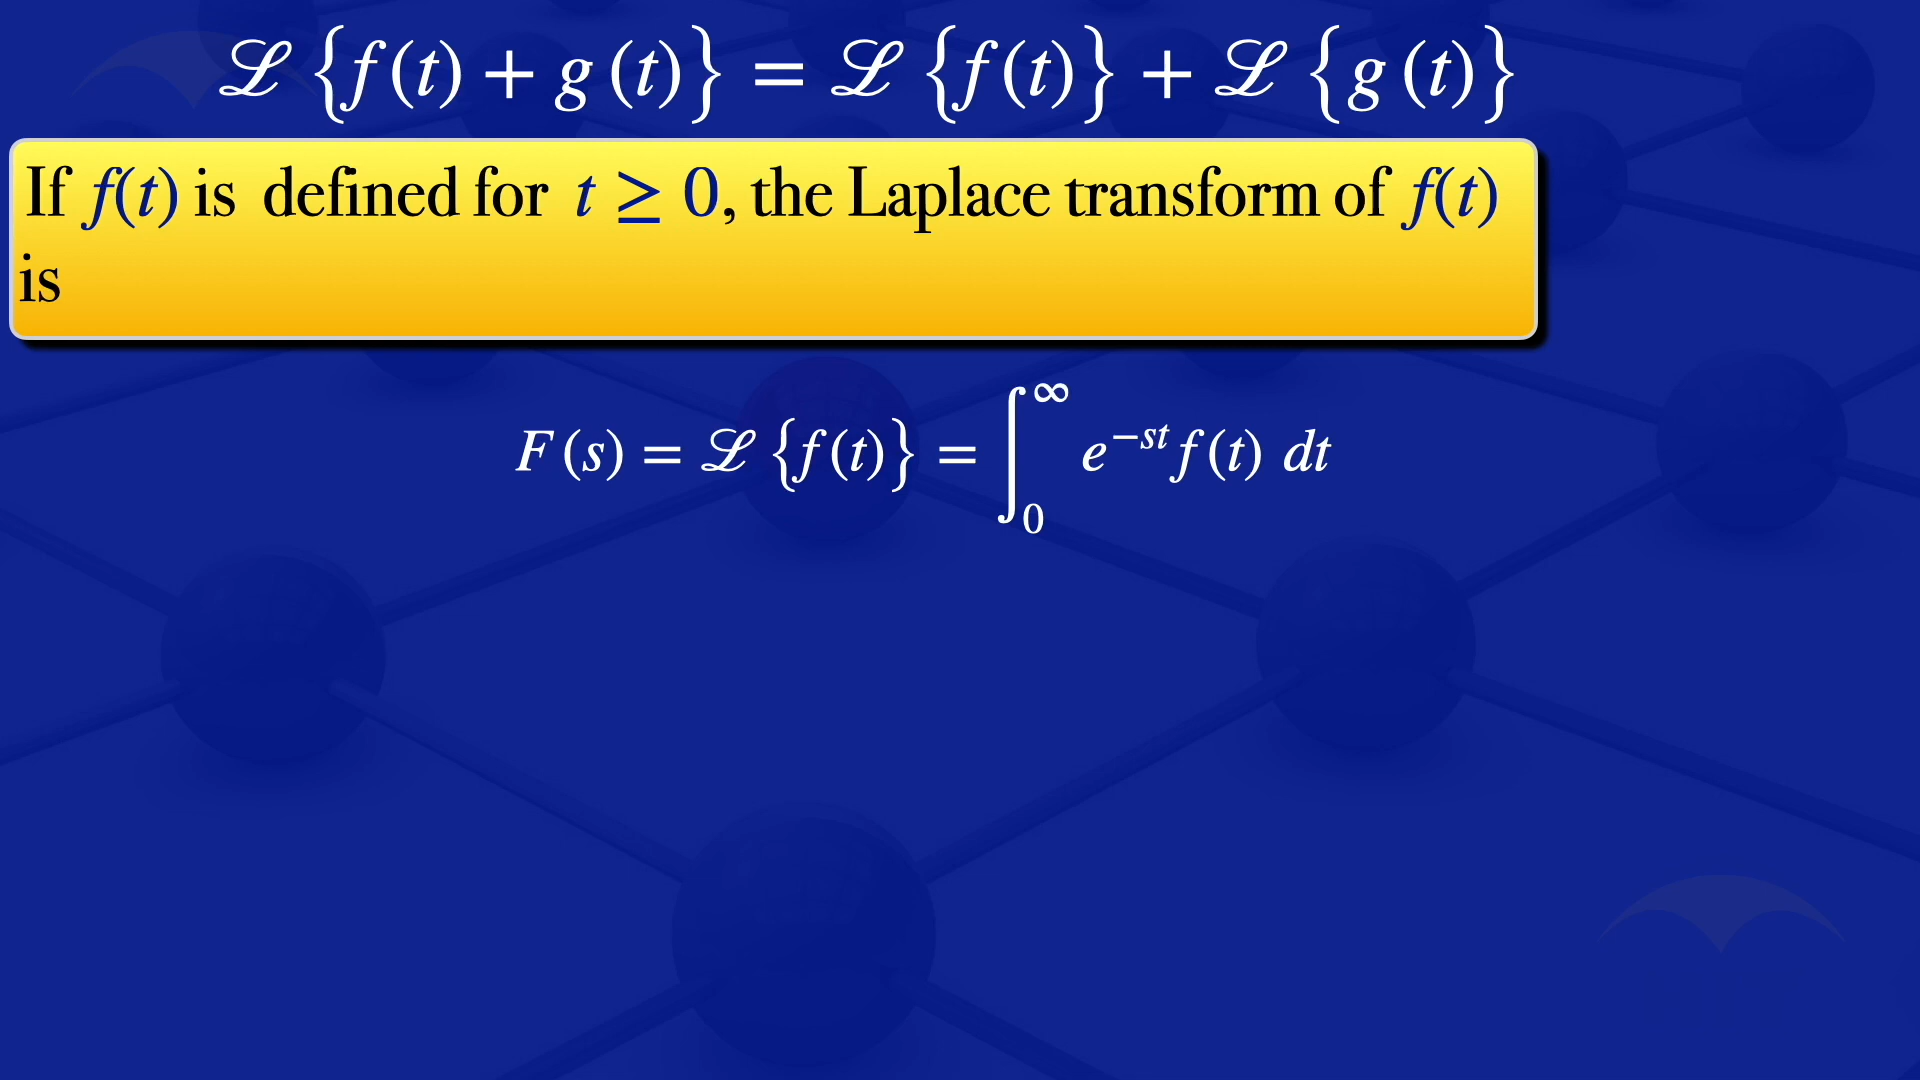 ℒ {f(t) + g(t)} = ℒ {f(t)} + ℒ {g(t)}
If f(t) is defined for t ≥ 0, the Laplace transform of f(t)
is
F(s) = ℒ {f(t)} = ∫₀^∞ e^{−st} f(t) dt